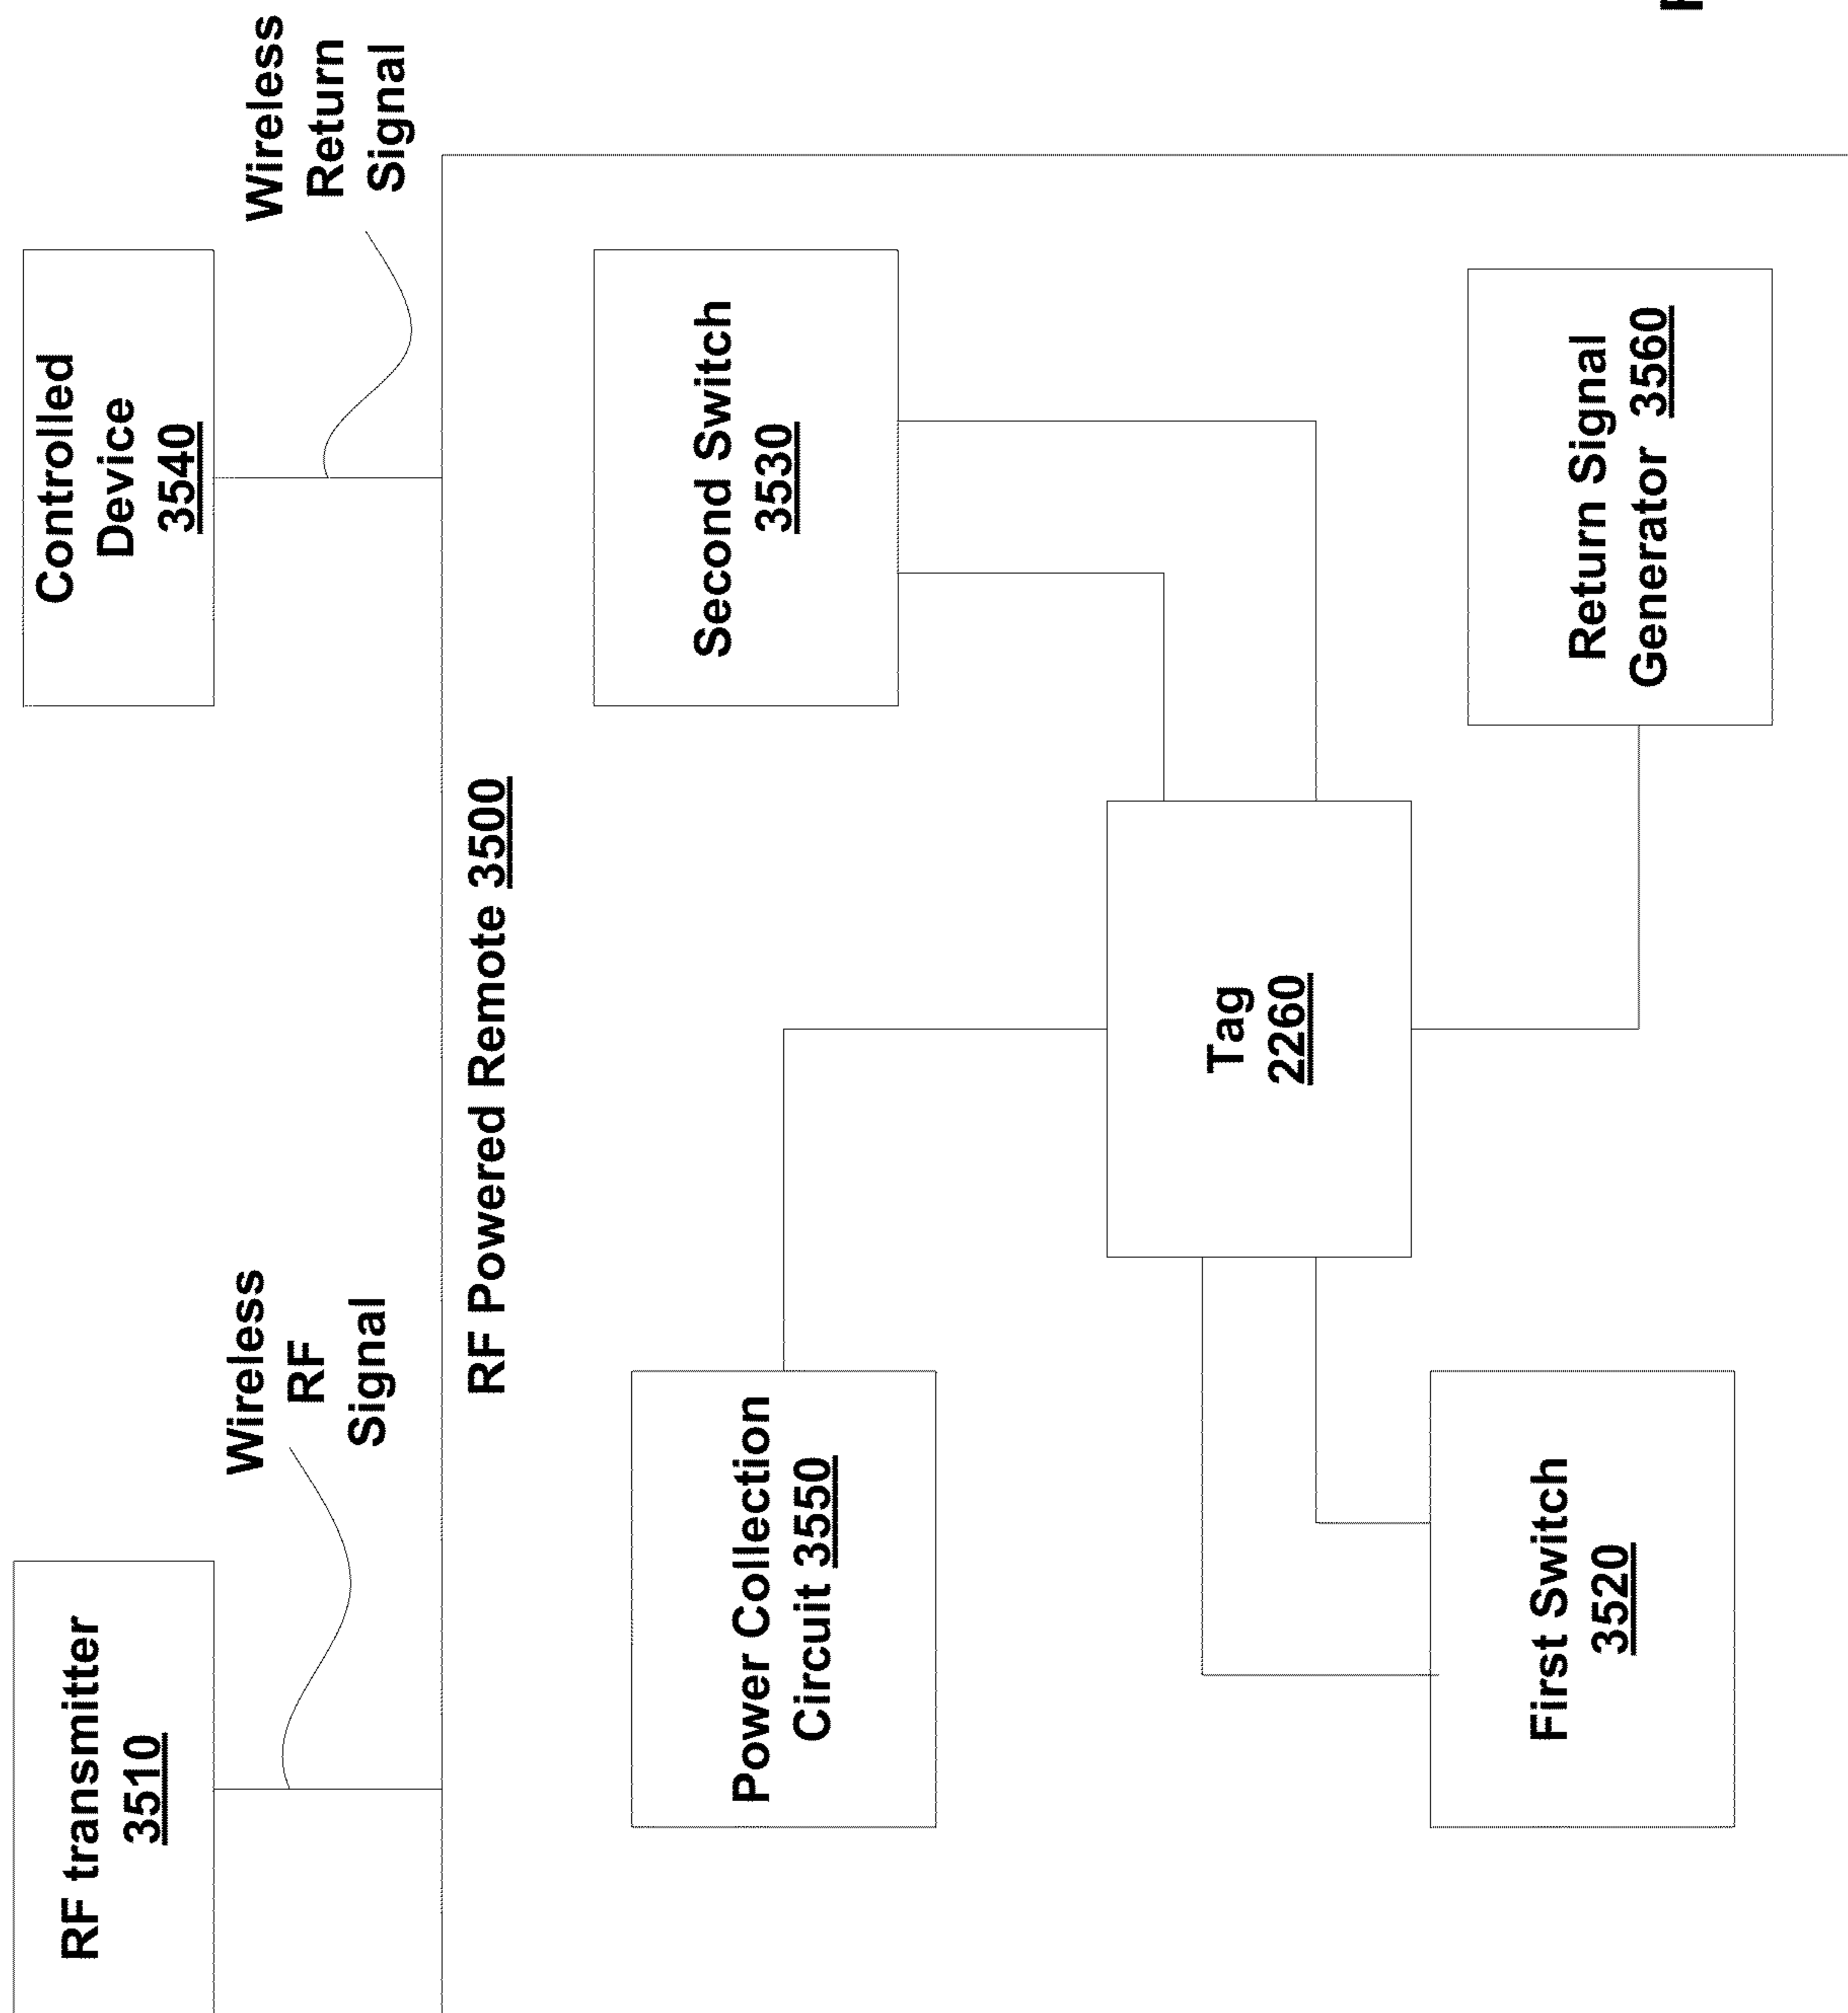 RF transmitter
3510
Wireless
RF
Signal
Controlled
Device
3540
Wireless
Return
Signal
RF Powered Remote 3500
Power Collection
Circuit 3550
Second Switch
3530
Tag
2260
First Switch
3520
Return Signal
Generator 3560